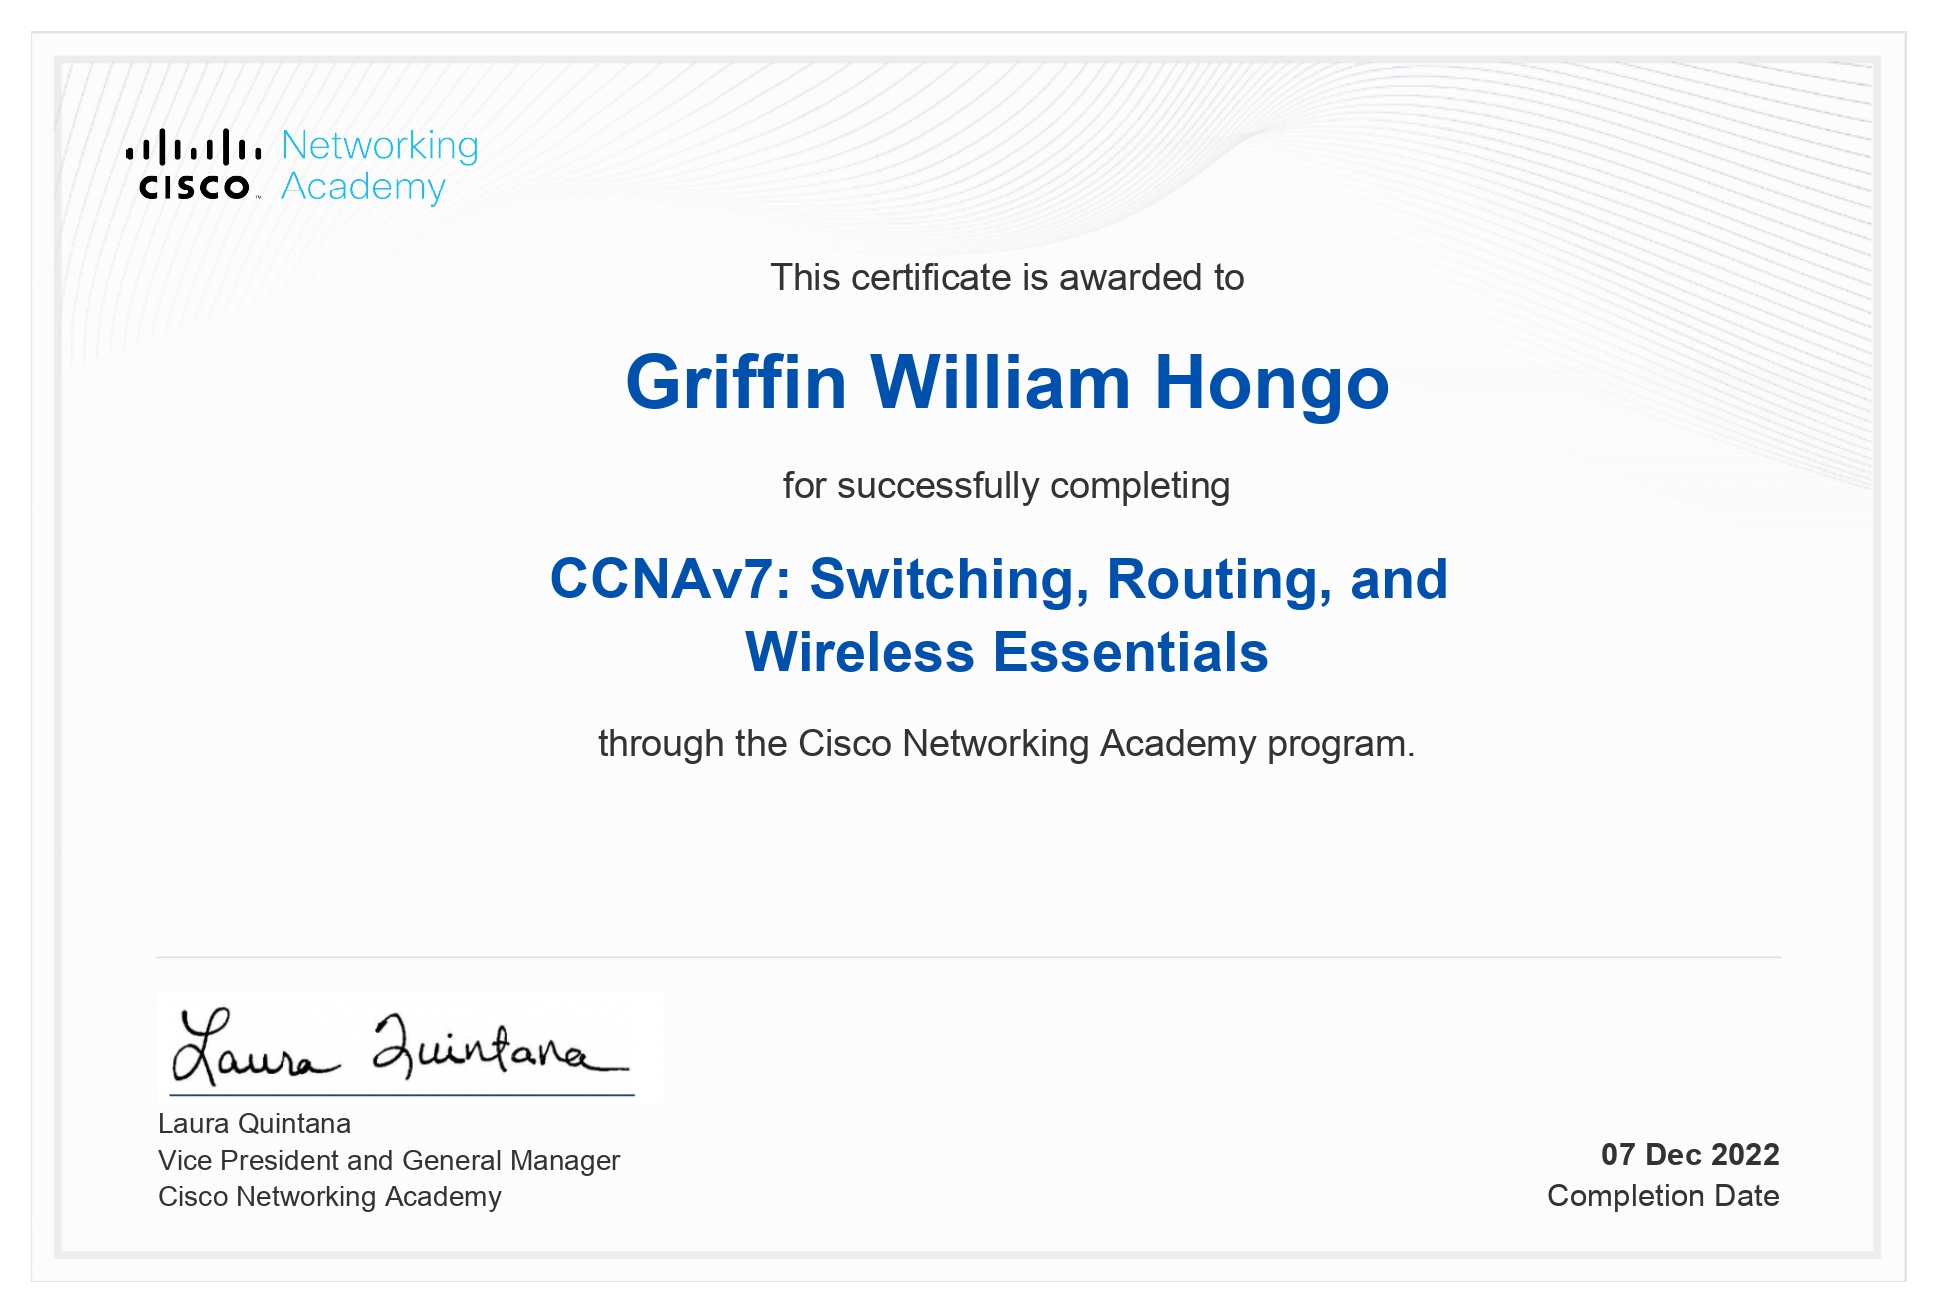 Networking
Academy
CISCO
This certificate is awarded to
Griffin William Hongo
for successfully completing
CCNAv7: Switching, Routing, and
Wireless Essentials
through the Cisco Networking Academy program.
Laura Quintana
Laura Quintana
Vice President and General Manager
Cisco Networking Academy
07 Dec 2022
Completion Date